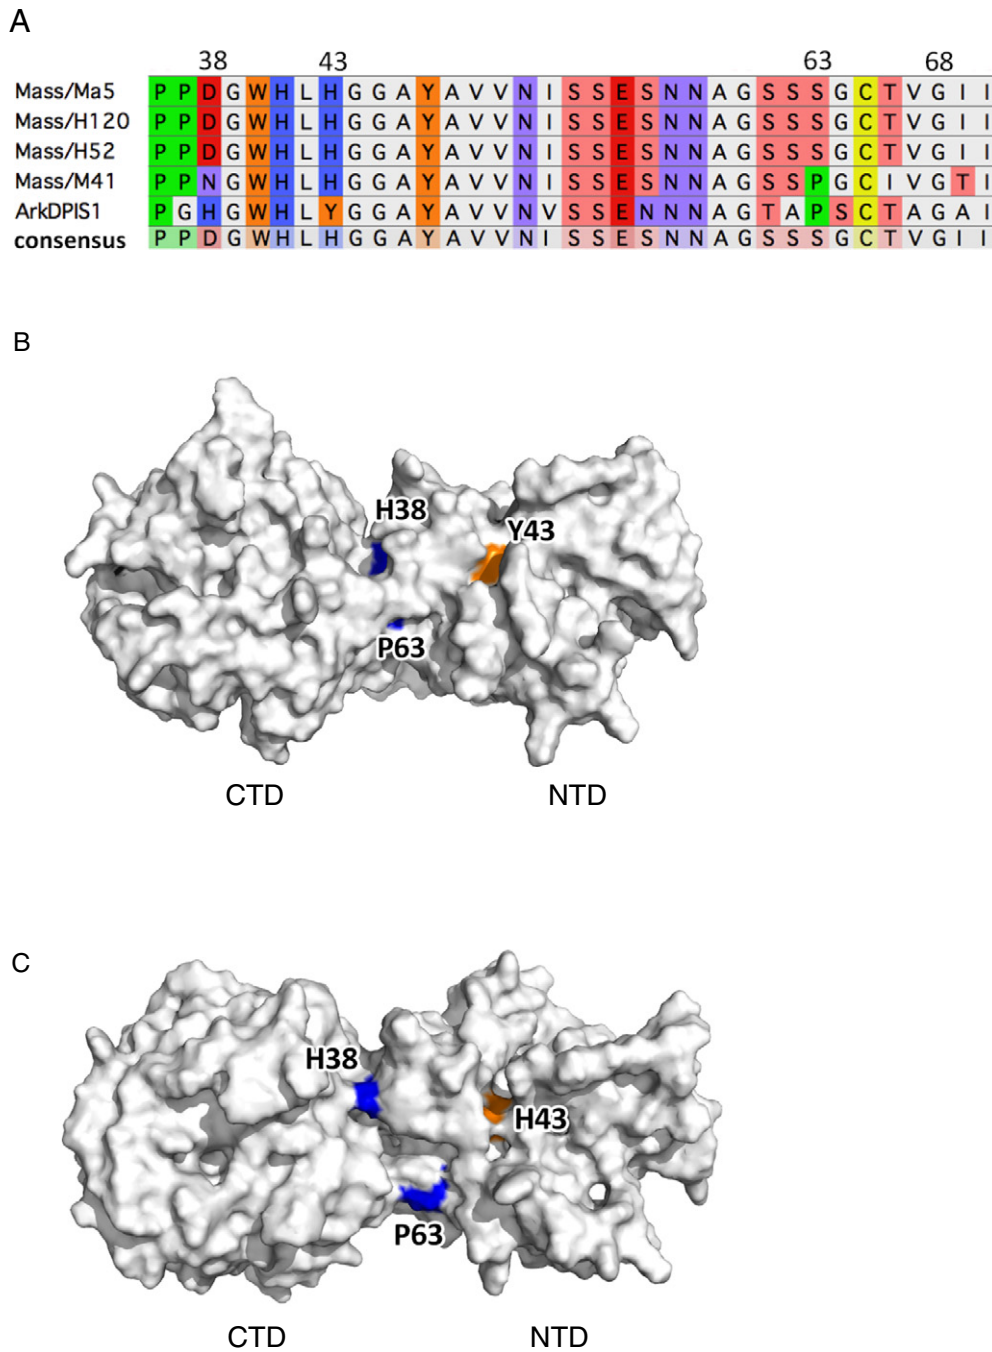 A
38 43 63 68
Mass/Ma5 P P D G W H L H G G A Y A V V N I S S E S N N A G S S S G C T V G I I
Mass/H120 P P D G W H L H G G A Y A V V N I S S E S N N A G S S S G C T V G I I
Mass/H52 P P D G W H L H G G A Y A V V N I S S E S N N A G S S S G C T V G I I
Mass/M41 P P N G W H L H G G A Y A V V N I S S E S N N A G S S P G C I V G T I
ArkDPIS1 P G H G W H L Y G G A Y A V V N V S S E N N N A G T A P S C T A G A I
consensus P P D G W H L H G G A Y A V V N I S S E S N N A G S S S G C T V G I I
B
H38
Y43
P63
CTD NTD
C
H38
H43
P63
CTD NTD